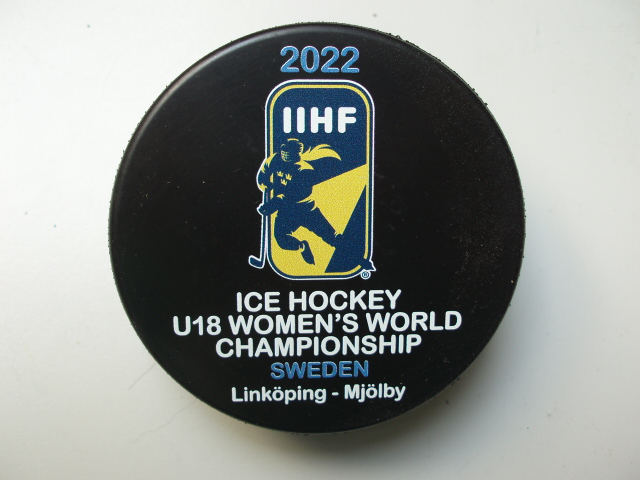 2022
IIHF
ICE HOCKEY
U18 WOMEN'S WORLD
CHAMPIONSHIP
SWEDEN
Linköping - Mjölby